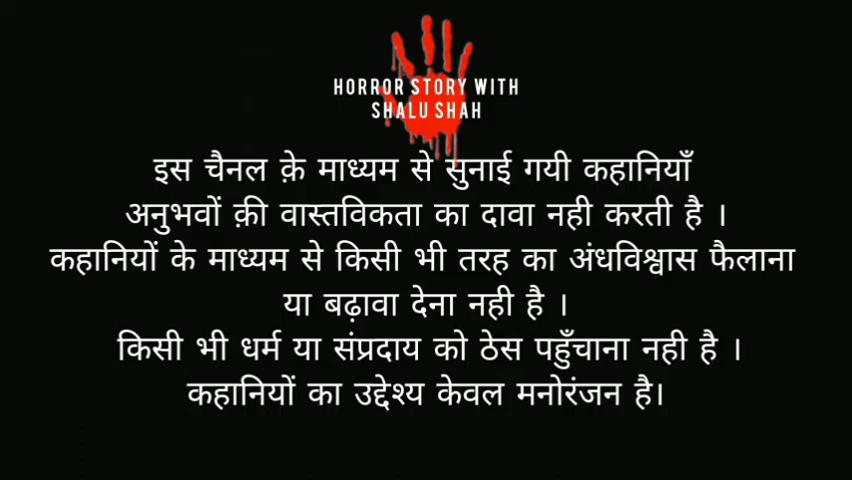 HORROR STORY WITH
SHALU SHAH
इस चैनल क़े माध्यम से सुनाई गयी कहानियाँ
अनुभवों क़ी वास्तविकता का दावा नही करती है ।
कहानियों के माध्यम से किसी भी तरह का अंधविश्वास फैलाना
या बढ़ावा देना नही है ।
किसी भी धर्म या संप्रदाय को ठेस पहुँचाना नही है ।
कहानियों का उद्देश्य केवल मनोरंजन है।